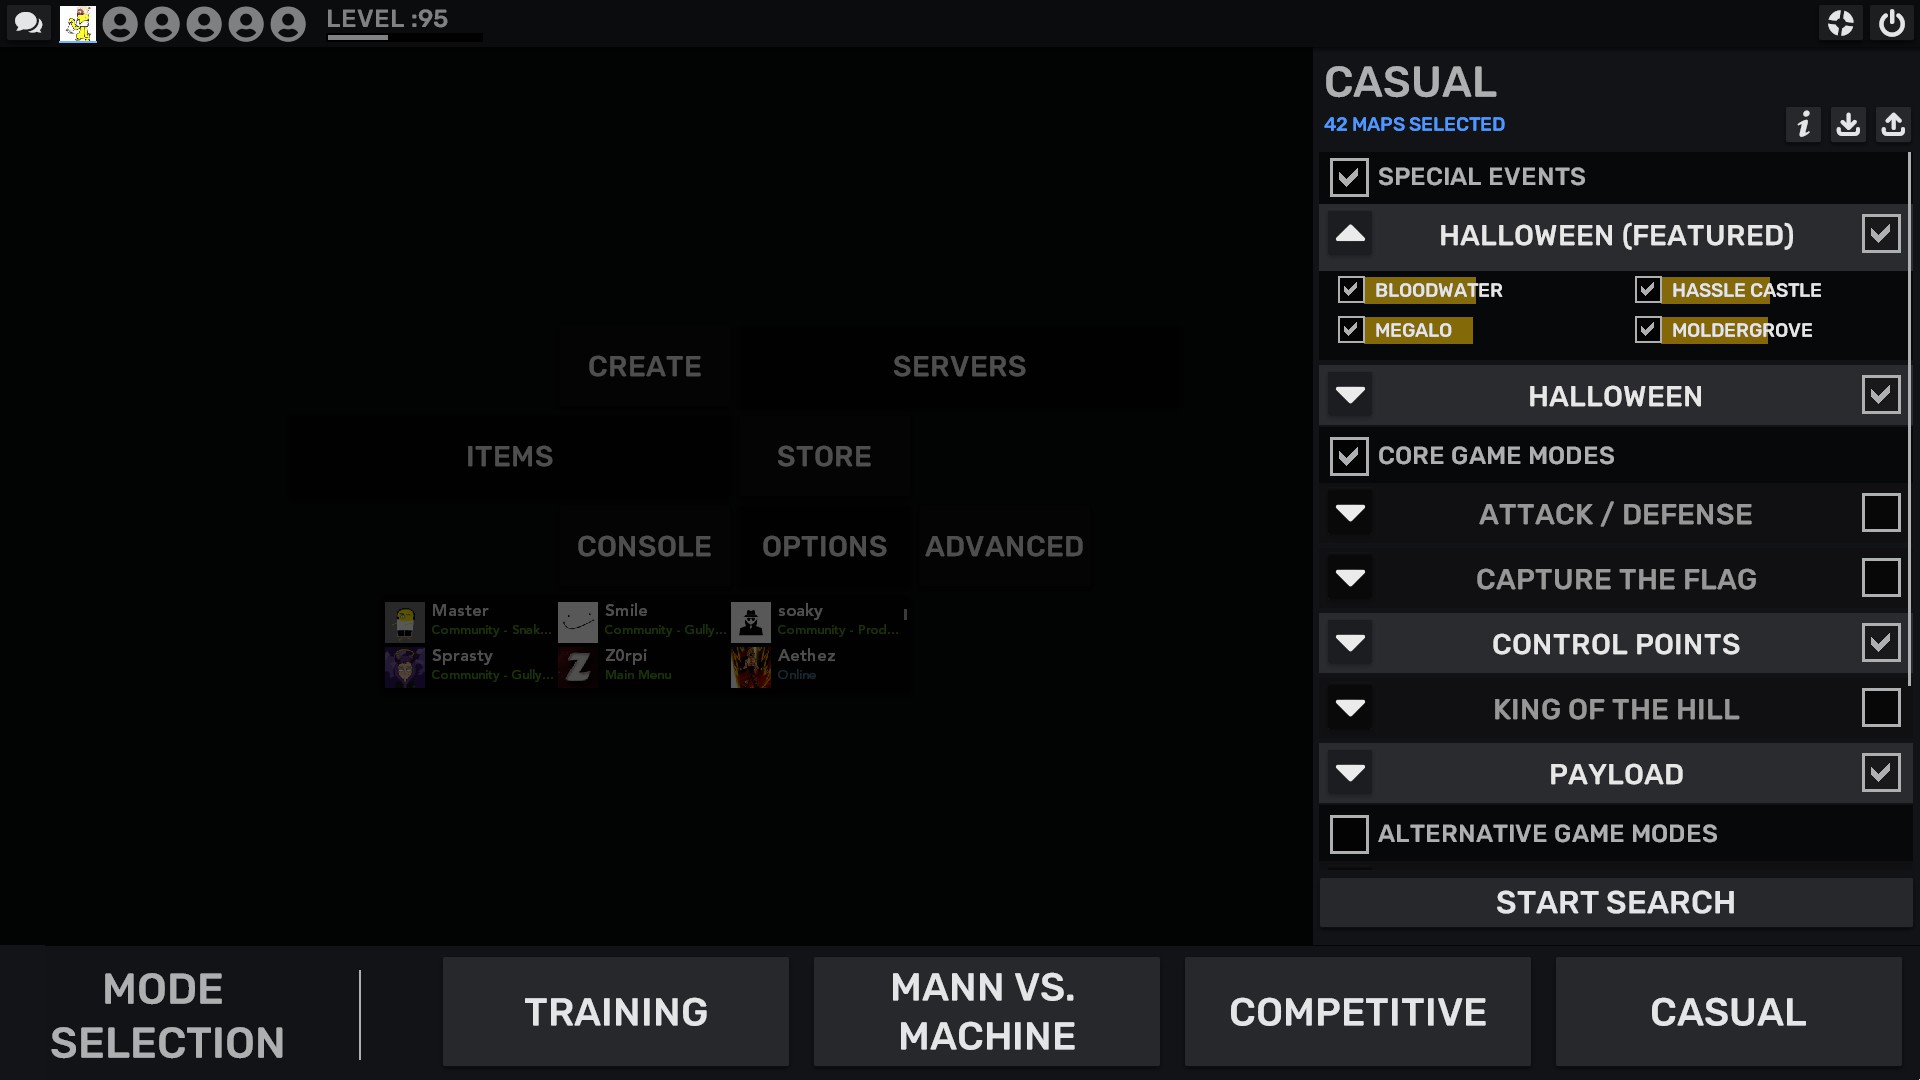 LEVEL :95
CASUAL
42 MAPS SELECTED
SPECIAL EVENTS
HALLOWEEN (FEATURED)
BLOODWATER
HASSLE CASTLE
MEGALO
MOLDERGROVE
HALLOWEEN
CORE GAME MODES
ATTACK / DEFENSE
CAPTURE THE FLAG
CONTROL POINTS
KING OF THE HILL
PAYLOAD
ALTERNATIVE GAME MODES
START SEARCH
CREATE
SERVERS
ITEMS
STORE
CONSOLE
OPTIONS
ADVANCED
Master
Community - Snak...
Smile
Community - Gully...
soaky
Community - Prod...
Sprasty
Community - Gully...
Z0rpi
Main Menu
Aethez
Online
MODE
SELECTION
TRAINING
MANN VS.
MACHINE
COMPETITIVE
CASUAL